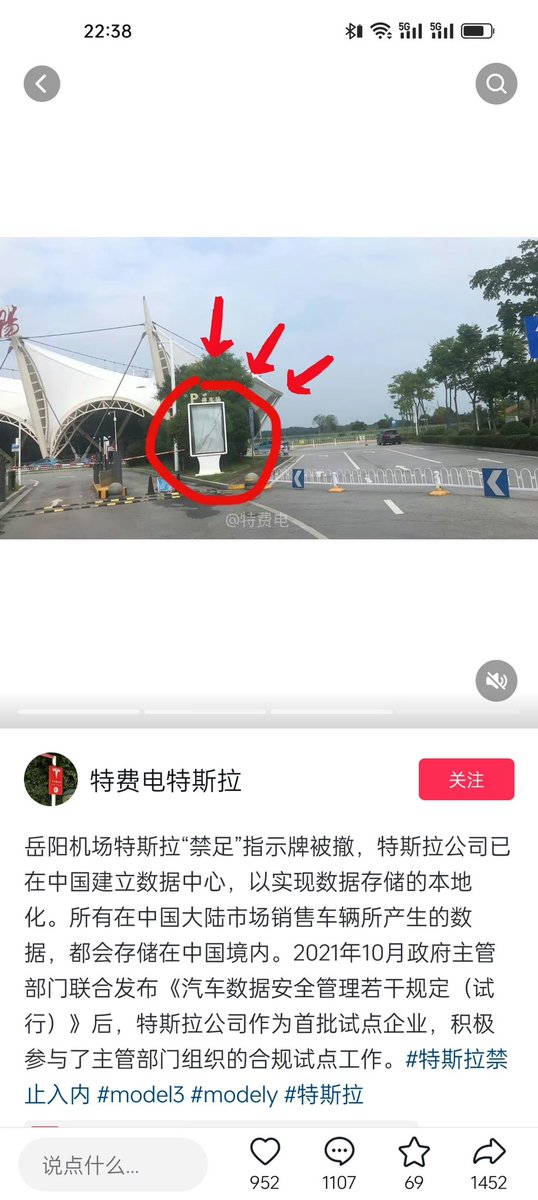 22:38
5G 5G
P
@特费电
特费电特斯拉
关注
岳阳机场特斯拉“禁足”指示牌被撤，特斯拉公司已
在中国建立数据中心，以实现数据存储的本地
化。所有在中国大陆市场销售车辆所产生的数
据，都会存储在中国境内。2021年10月政府主管
部门联合发布《汽车数据安全管理若干规定（试
行）》后，特斯拉公司作为首批试点企业，积极
参与了主管部门组织的合规试点工作。#特斯拉禁
止入内 #model3 #modely #特斯拉
说点什么...
952
1107
69
1452